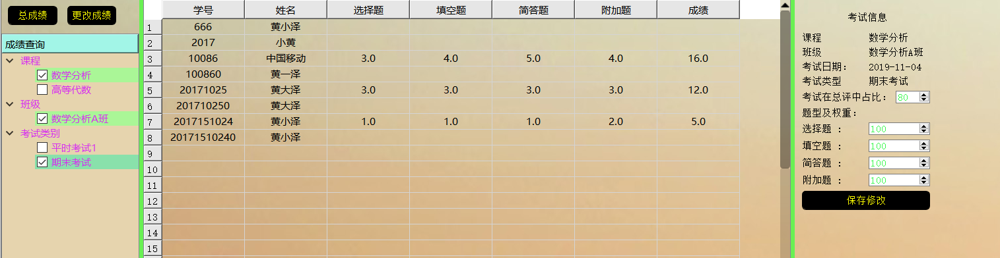 总成绩 更改成绩
成绩查询
课程
数学分析
高等代数
班级
数学分析A班
考试类别
平时考试1
期末考试
学号 姓名 选择题 填空题 简答题 附加题 成绩
1 666 黄小泽
2 2017 小黄
3 10086 中国移动 3.0 4.0 5.0 4.0 16.0
4 100860 黄一泽
5 20171025 黄大泽 3.0 3.0 3.0 3.0 12.0
6 201710250 黄大泽
7 2017151024 黄小泽 1.0 1.0 1.0 2.0 5.0
8 20171510240 黄小泽
9
10
11
12
13
14
15
考试信息
课程 数学分析
班级 数学分析A班
考试日期: 2019-11-04
考试类型 期末考试
考试在总评中占比: 80
题型及权重:
选择题 : 100
填空题 : 100
简答题 : 100
附加题 : 100
保存修改